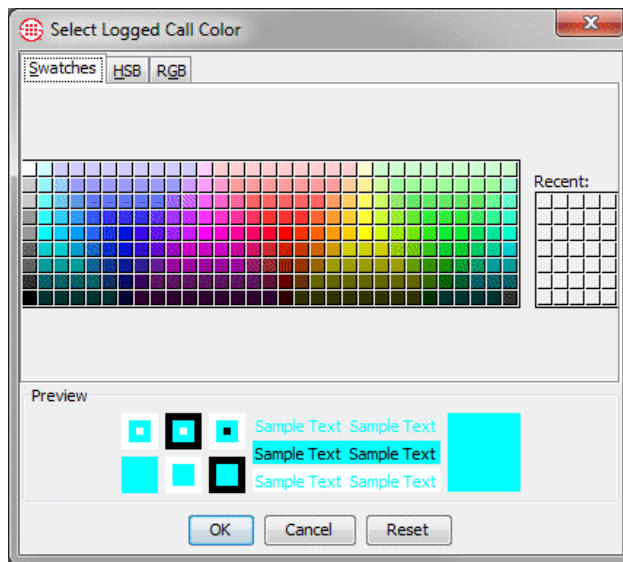 Select Logged Call Color
Swatches HSB RGB
Recent:
Preview
Sample Text Sample Text
Sample Text Sample Text
Sample Text Sample Text
OK Cancel Reset